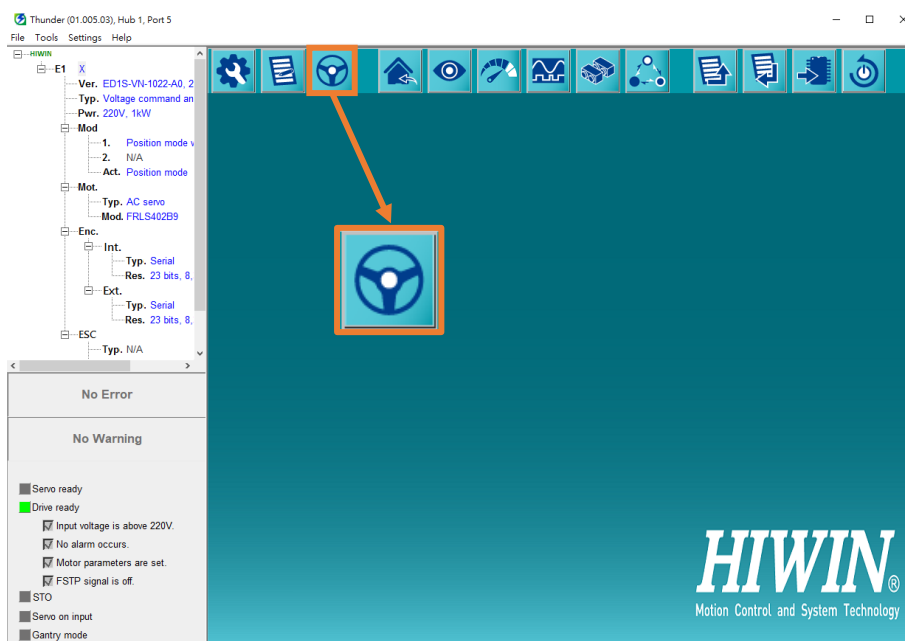 Thunder (01.005.03), Hub 1, Port 5
File Tools Settings Help
HIWIN
E1 X
Ver. ED1S-VN-1022-A0, 2
Typ. Voltage command an
Pwr. 220V, 1kW
Mod
1. Position mode v
2. N/A
Act. Position mode
Mot.
Typ. AC servo
Mod. FRLS402B9
Enc.
Int.
Typ. Serial
Res. 23 bits, 8,
Ext.
Typ. Serial
Res. 23 bits, 8,
ESC
Typ. N/A
No Error
No Warning
Servo ready
Drive ready
Input voltage is above 220V.
No alarm occurs.
Motor parameters are set.
FSTP signal is off.
STO
Servo on input
Gantry mode
HIWIN®
Motion Control and System Technology